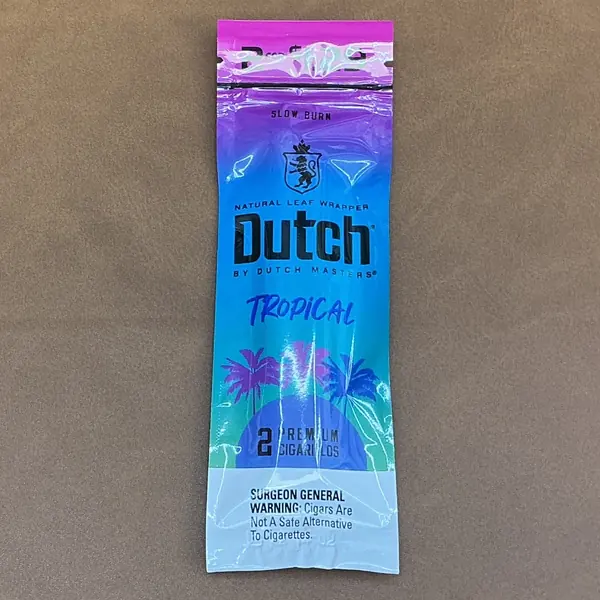 SLOW BURN
NATURAL LEAF WRAPPER
Dutch®
BY DUTCH MASTERS®
TROPICAL
2 PREMIUM
CIGARILLOS
SURGEON GENERAL
WARNING: Cigars Are
Not A Safe Alternative
To Cigarettes.